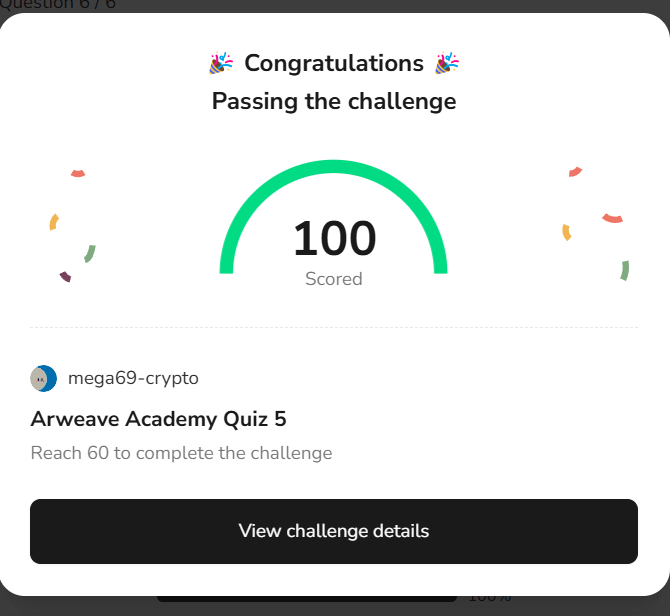 Question 6 / 6
Congratulations
Passing the challenge
100
Scored
mega69-crypto
Arweave Academy Quiz 5
Reach 60 to complete the challenge
View challenge details
100%